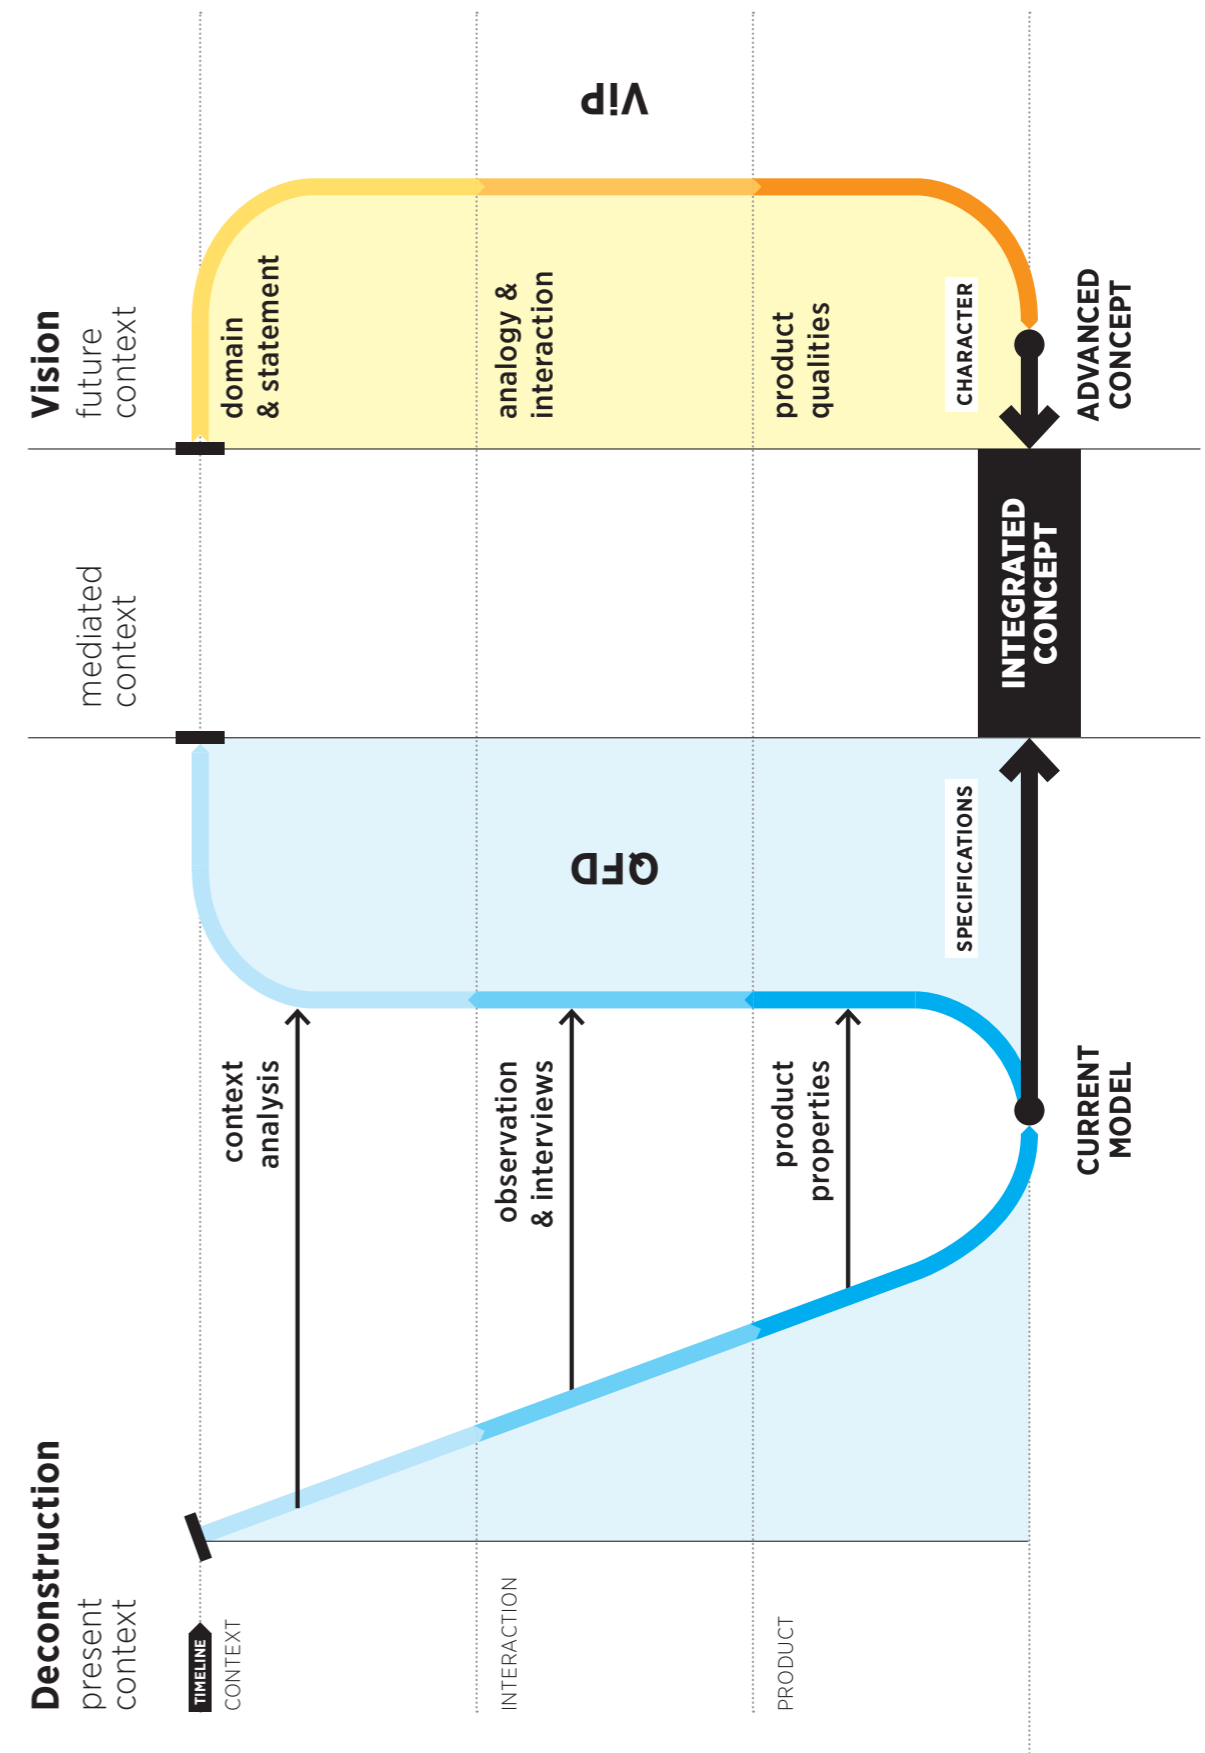 Deconstruction
present
context
mediated
context
Vision
future
context
TIMELINE
CONTEXT
context
analysis
domain
& statement
INTERACTION
observation
& interviews
QFD
analogy &
interaction
ViP
PRODUCT
product
properties
product
qualities
SPECIFICATIONS
CHARACTER
INTEGRATED
CONCEPT
CURRENT
MODEL
ADVANCED
CONCEPT